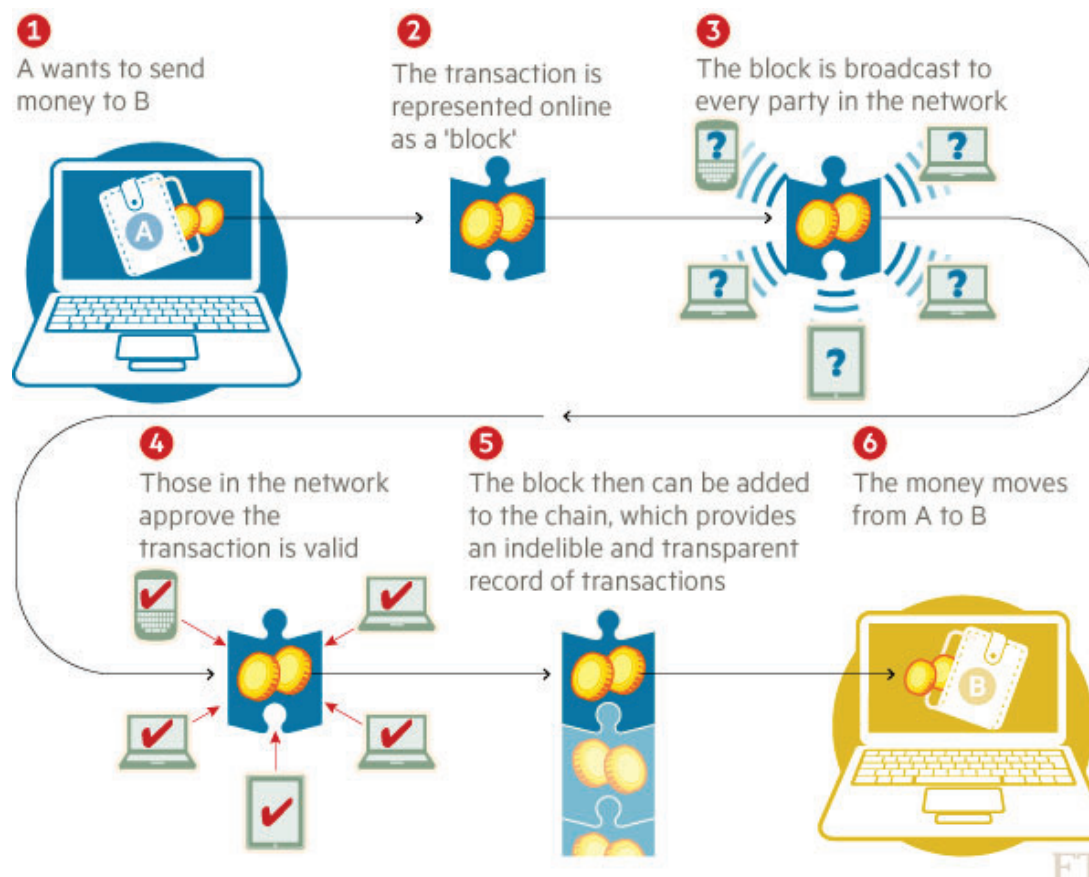 1
A wants to send
money to B
2
The transaction is
represented online
as a 'block'
3
The block is broadcast to
every party in the network
A
?
?
?
?
?
4
Those in the network
approve the
transaction is valid
5
The block then can be added
to the chain, which provides
an indelible and transparent
record of transactions
6
The money moves
from A to B
B
FT